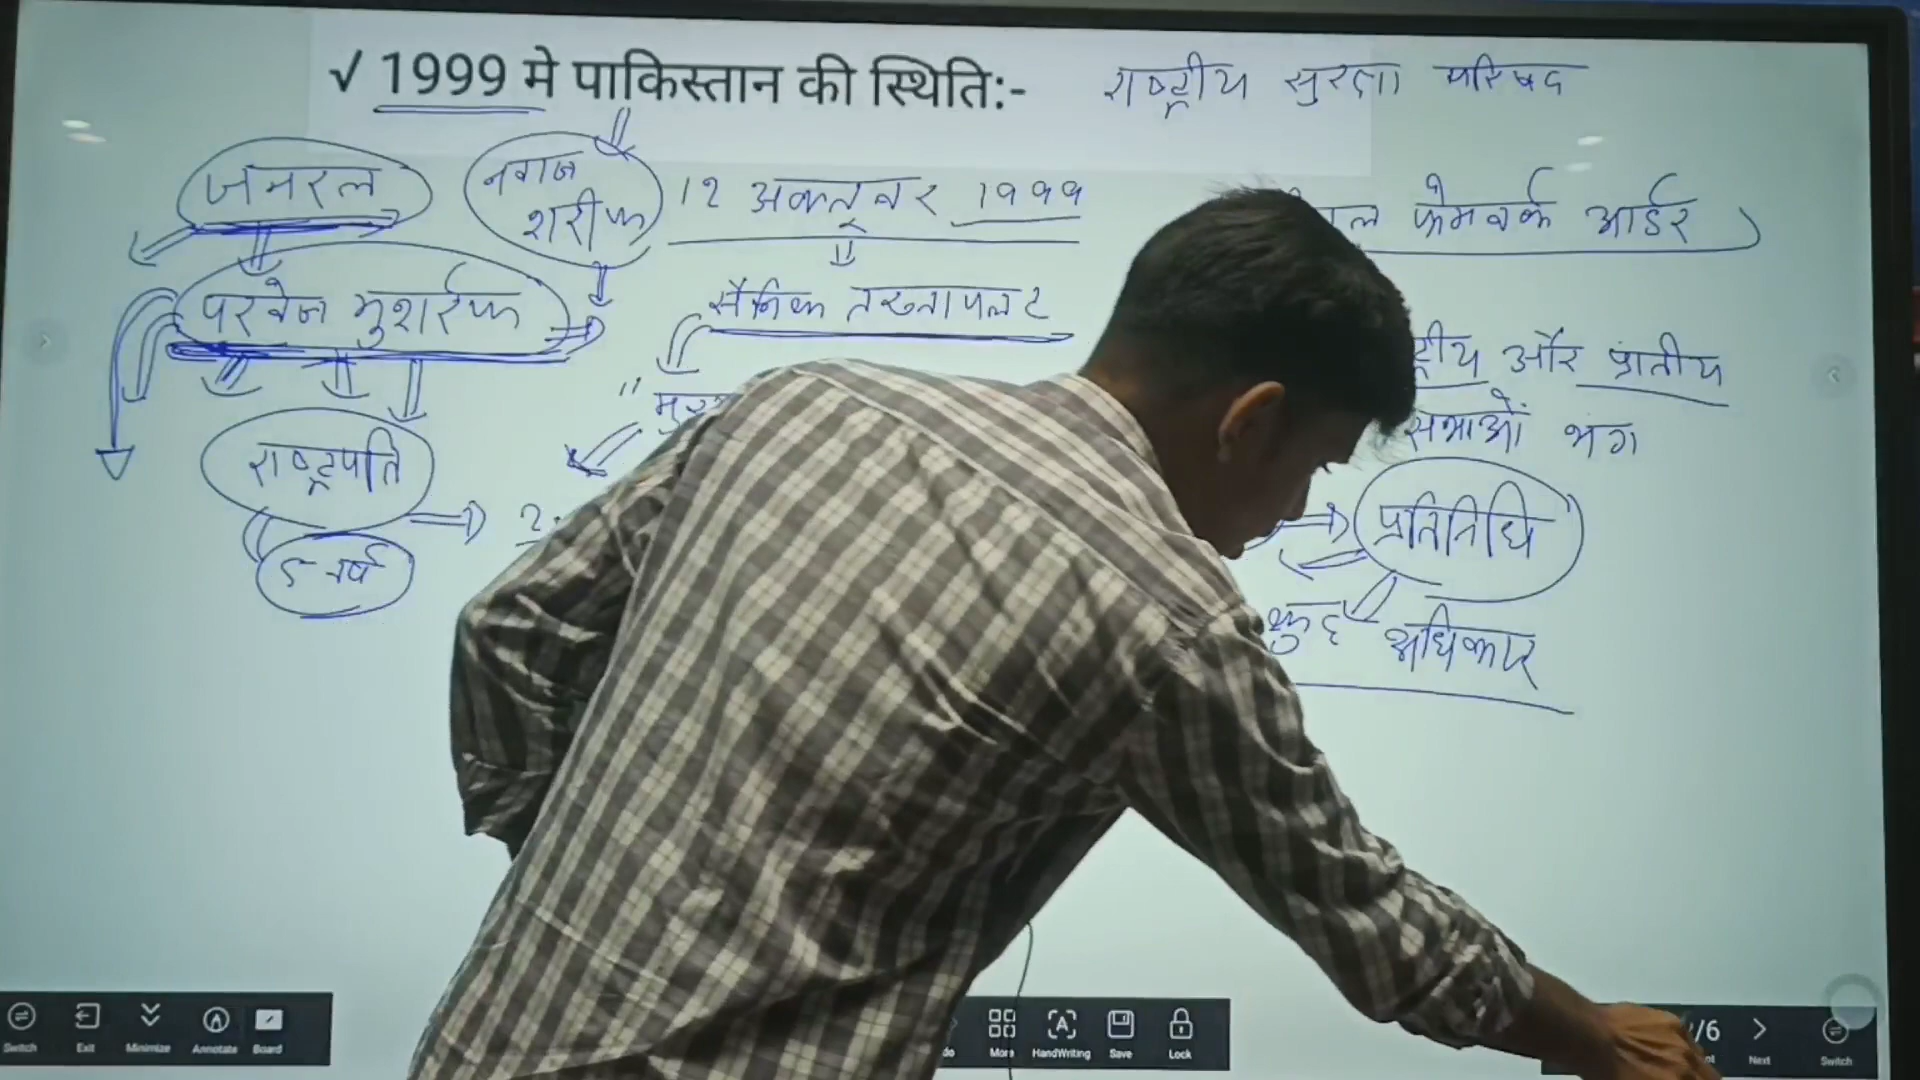 √ 1999 मे पाकिस्तान की स्थिति:-
राष्ट्रीय सुरक्षा परिषद
जनरल
नवाज
शरीफ
12 अक्टूबर 1999
फ्रेमवर्क आर्डर
परवेज मुशर्रफ
सैनिक तख्तापलट
और प्रांतीय
सभाओं भंग
राष्ट्रपति
प्रतिनिधि
5 वर्ष
कुछ अधिकार
Switch
Exit
Minimize
Annotate
Board
More
HandWriting
Save
Lock
/6
Next
Switch